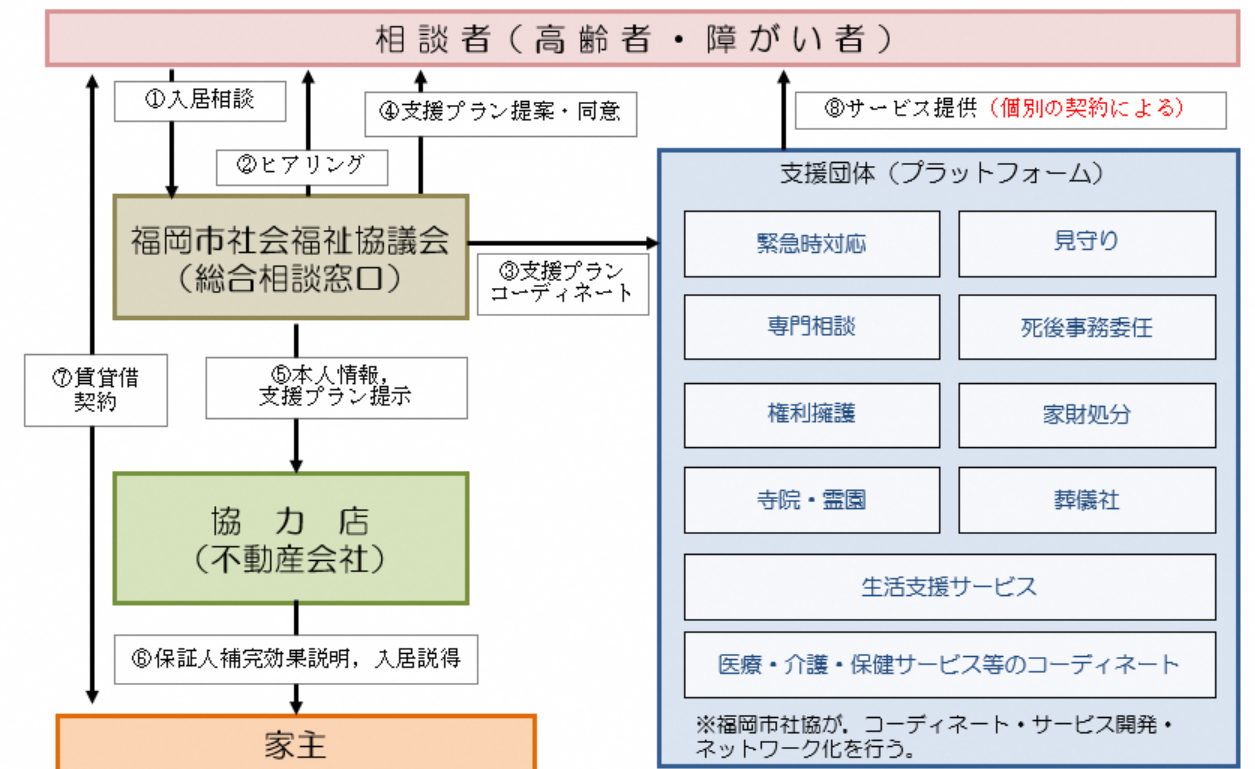 相談者（高齢者・障がい者）
①入居相談
④支援プラン提案・同意
⑧サービス提供（個別の契約による）
②ヒアリング
支援団体（プラットフォーム）
福岡市社会福祉協議会
（総合相談窓口）
③支援プラン
コーディネート
緊急時対応
見守り
専門相談
死後事務委任
権利擁護
家財処分
寺院・霊園
葬儀社
生活支援サービス
医療・介護・保健サービス等のコーディネート
※福岡市社協が，コーディネート・サービス開発・
ネットワーク化を行う。
⑦賃貸借
契約
⑤本人情報，
支援プラン提示
協　力　店
（不動産会社）
⑥保証人補完効果説明，入居説得
家主